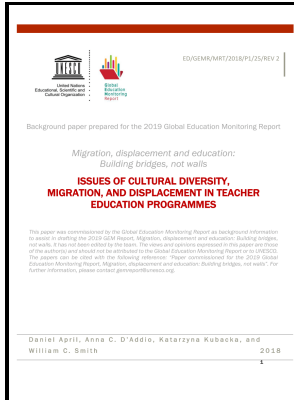 ED/GEMR/MRT/2018/P1/25/REV.2
United Nations
Educational, Scientific and
Cultural Organization
Global
Education
Monitoring
Report
Background paper prepared for the 2019 Global Education Monitoring Report
Migration, displacement and education:
Building bridges, not walls
ISSUES OF CULTURAL DIVERSITY,
MIGRATION, AND DISPLACEMENT IN TEACHER
EDUCATION PROGRAMMES
This paper was commissioned by the Global Education Monitoring Report as background information
to assist in drafting the 2019 GEM Report, Migration, displacement and education: Building bridges,
not walls. It has not been edited by the team. The views and opinions expressed in this paper are those
of the author(s) and should not be attributed to the Global Education Monitoring Report or to UNESCO.
The papers can be cited with the following reference: "Paper commissioned for the 2019 Global
Education Monitoring Report, Migration, displacement and education: Building bridges, not walls". For
further information, please contact gemreport@unesco.org.
Daniel April, Anna C. D'Addio, Katarzyna Kubacka, and
William C. Smith 2018
1